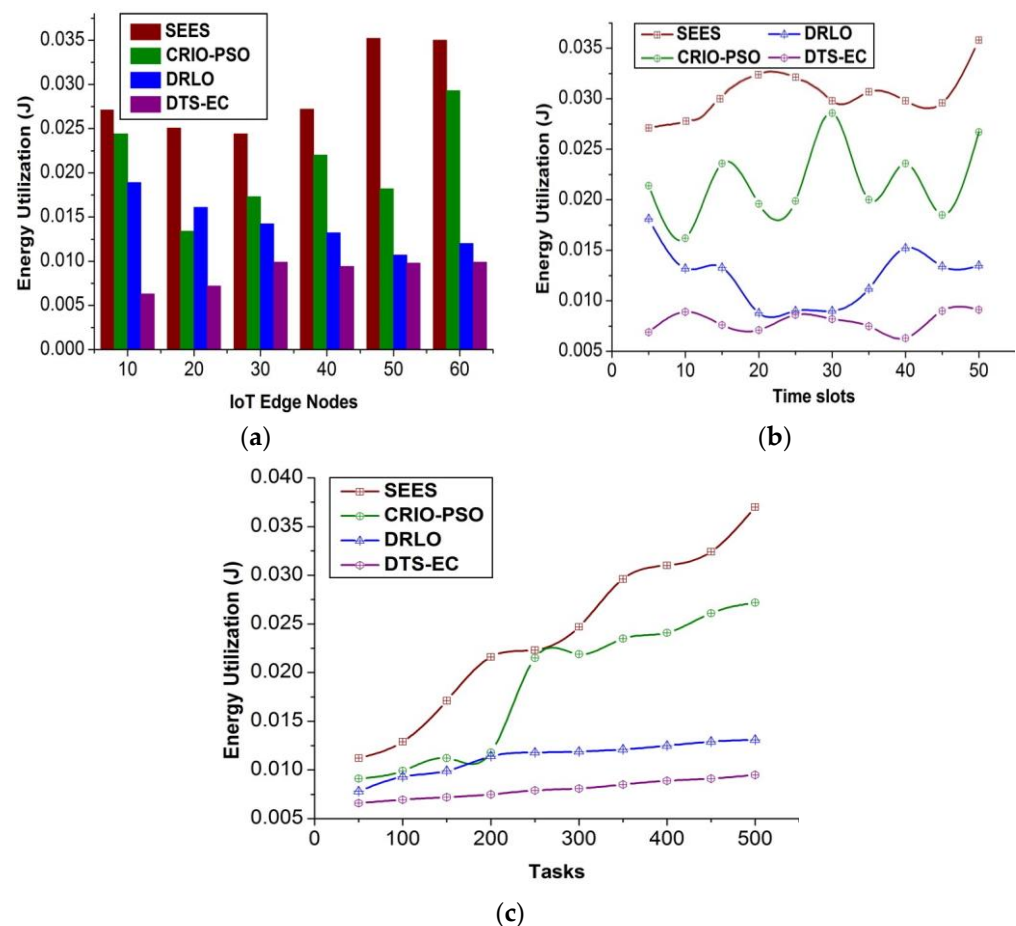 SEES
CRIO-PSO
DRLO
DTS-EC
0.035
0.030
0.025
0.020
0.015
0.010
0.005
0.000
Energy Utilization (J)
10 20 30 40 50 60
IoT Edge Nodes
(a)
SEES DRLO
CRIO-PSO DTS-EC
0.035
0.030
0.025
0.020
0.015
0.010
0.005
Energy Utilization (J)
0 10 20 30 40 50
Time slots
(b)
SEES
CRIO-PSO
DRLO
DTS-EC
0.040
0.035
0.030
0.025
0.020
0.015
0.010
0.005
Energy Utilization (J)
0 100 200 300 400 500
Tasks
(c)